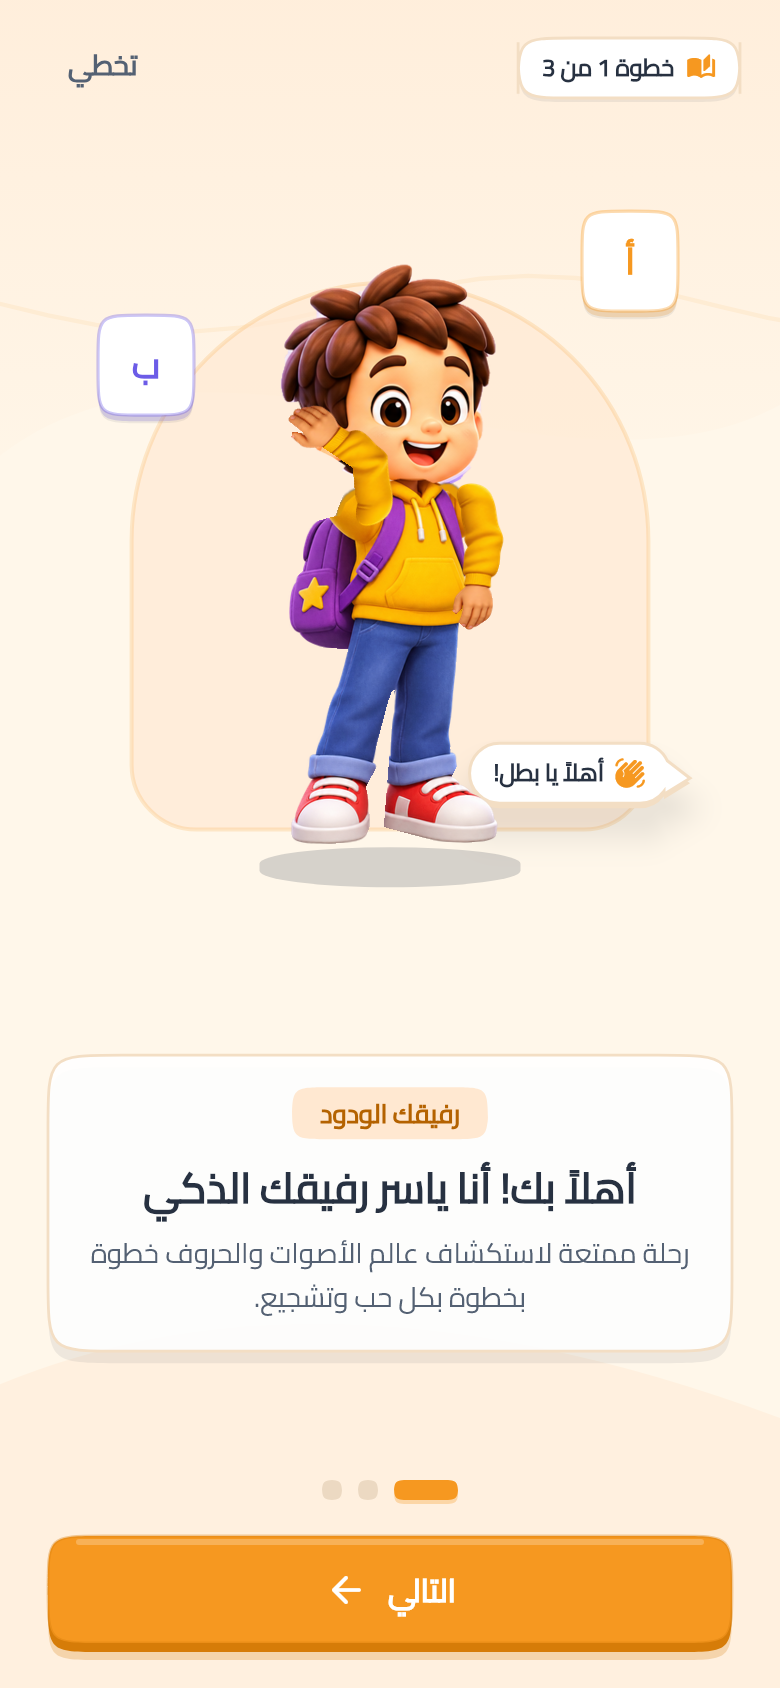 خطوة 1 من 3
تخطي
أ
ب
أهلاً يا بطل!
رفيقك الودود
أهلاً بك! أنا ياسر رفيقك الذكي
رحلة ممتعة لاستكشاف عالم الأصوات والحروف خطوة
بخطوة بكل حب وتشجيع.
التالي